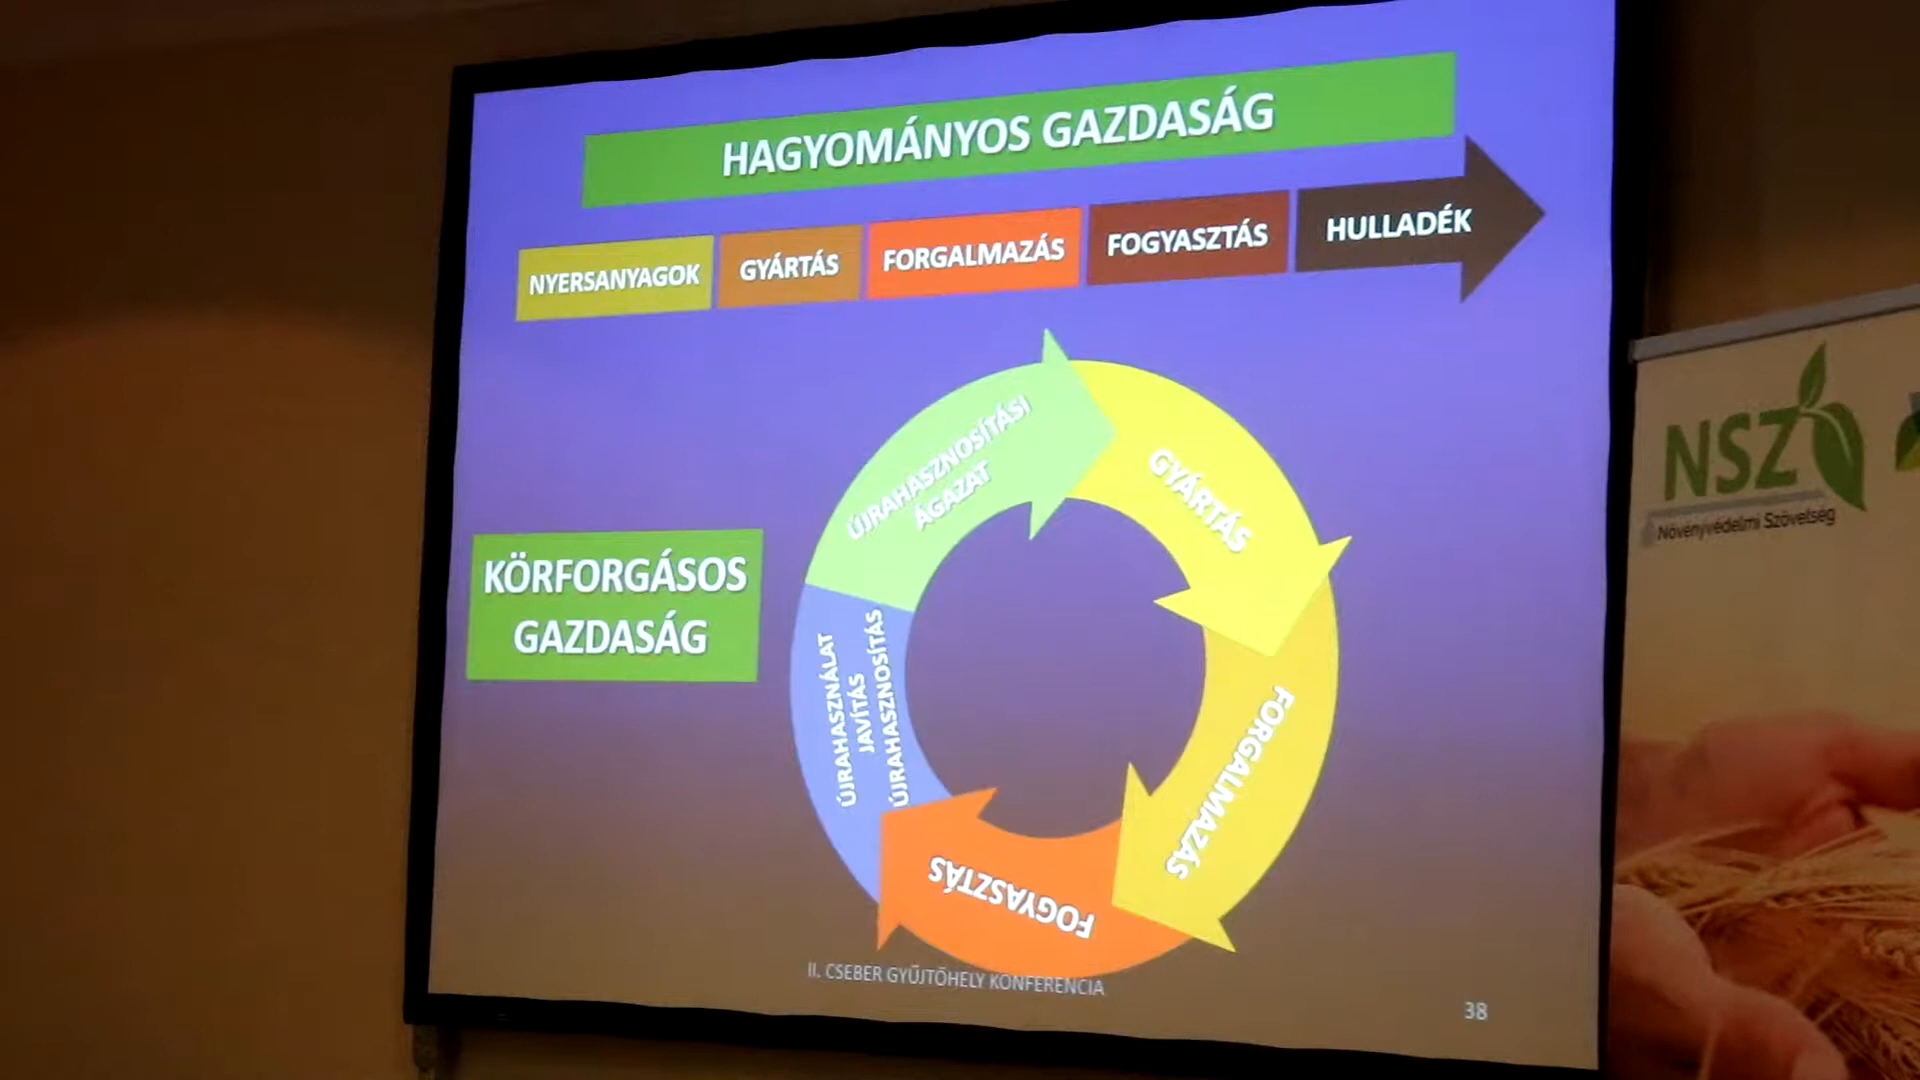 HAGYOMÁNYOS GAZDASÁG
NYERSANYAGOK
GYÁRTÁS
FORGALMAZÁS
FOGYASZTÁS
HULLADÉK
KÖRFORGÁSOS
GAZDASÁG
ÚJRAHASZNOSÍTÁSI
ÁGAZAT
GYÁRTÁS
FORGALMAZÁS
FOGYASZTÁS
ÚJRAHASZNÁLAT
JAVÍTÁS
ÚJRAHASZNOSÍTÁS
II. CSEBER GYŰJTŐHELY KONFERENCIA
38
NSZ
Növényvédelmi Szövetség